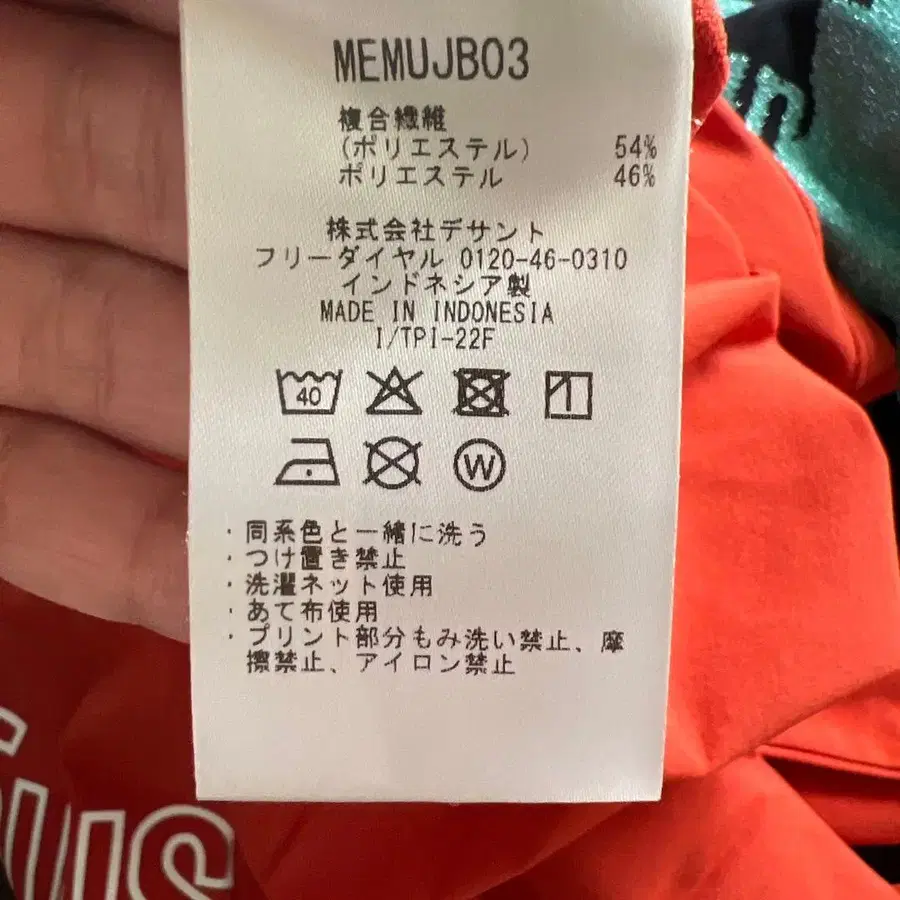 MEMUJB03
複合繊維
(ポリエステル) 54%
ポリエステル 46%
株式会社デサント
フリーダイヤル 0120-46-0310
インドネシア製
MADE IN INDONESIA
I/TPI-22F
40
W
・同系色と一緒に洗う
・つけ置き禁止
・洗濯ネット使用
・あて布使用
・プリント部分もみ洗い禁止、摩
擦禁止、アイロン禁止
us